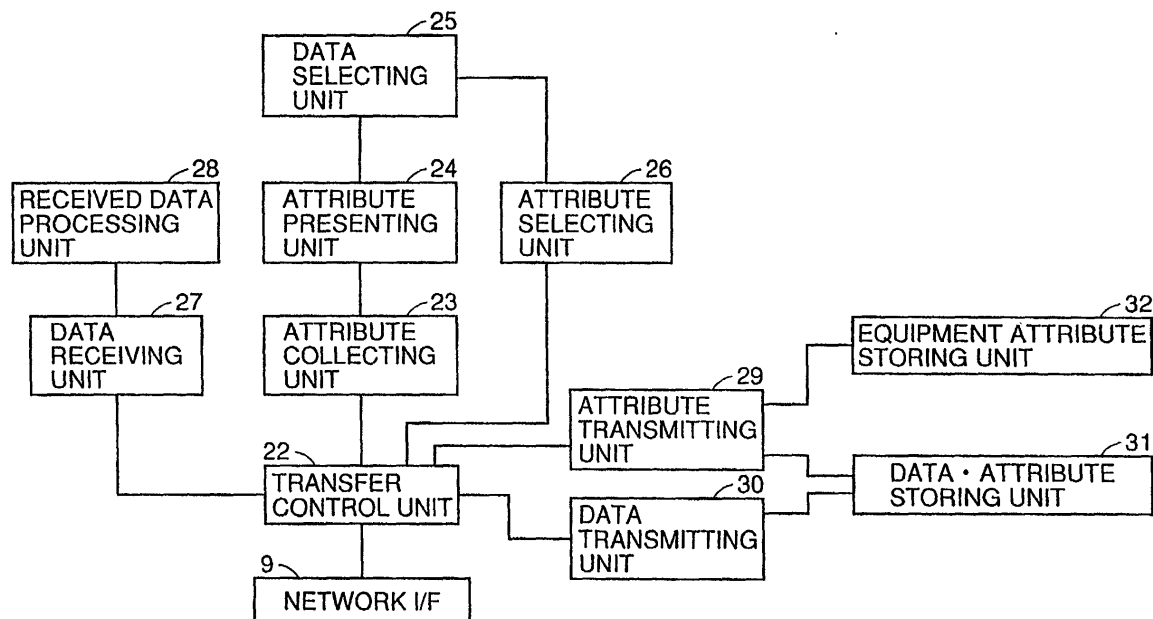 25
DATA
SELECTING
UNIT
28
RECEIVED DATA
PROCESSING
UNIT
24
ATTRIBUTE
PRESENTING
UNIT
26
ATTRIBUTE
SELECTING
UNIT
27
DATA
RECEIVING
UNIT
23
ATTRIBUTE
COLLECTING
UNIT
32
EQUIPMENT ATTRIBUTE
STORING UNIT
29
ATTRIBUTE
TRANSMITTING
UNIT
22
TRANSFER
CONTROL UNIT
31
DATA・ATTRIBUTE
STORING UNIT
30
DATA
TRANSMITTING
UNIT
9
NETWORK I/F